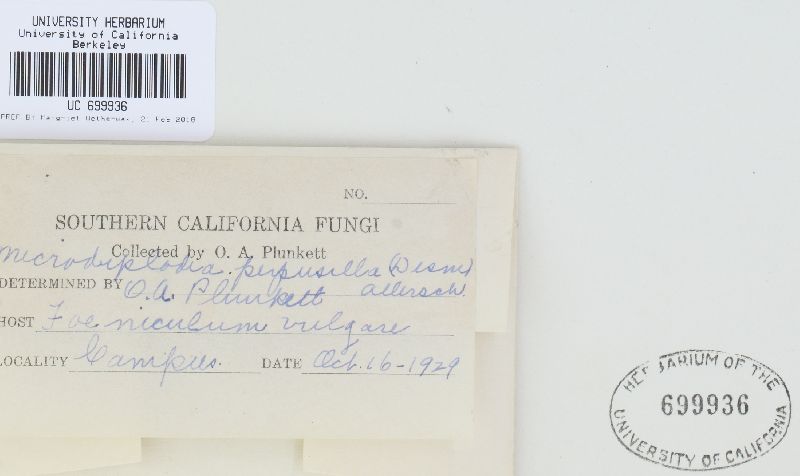 UNIVERSITY HERBARIUM
University of California
Berkeley
UC 699936
NO.
SOUTHERN CALIFORNIA FUNGI
Collected by O. A. Plunkett
Microdiplodia perpusilla (Desm)
Allersch.
DETERMINED BY O.A. Plunkett
HOST Foeniculum vulgare
LOCALITY Campus. DATE Oct. 16-1929
HERBARIUM OF THE
699936
UNIVERSITY OF CALIFORNIA